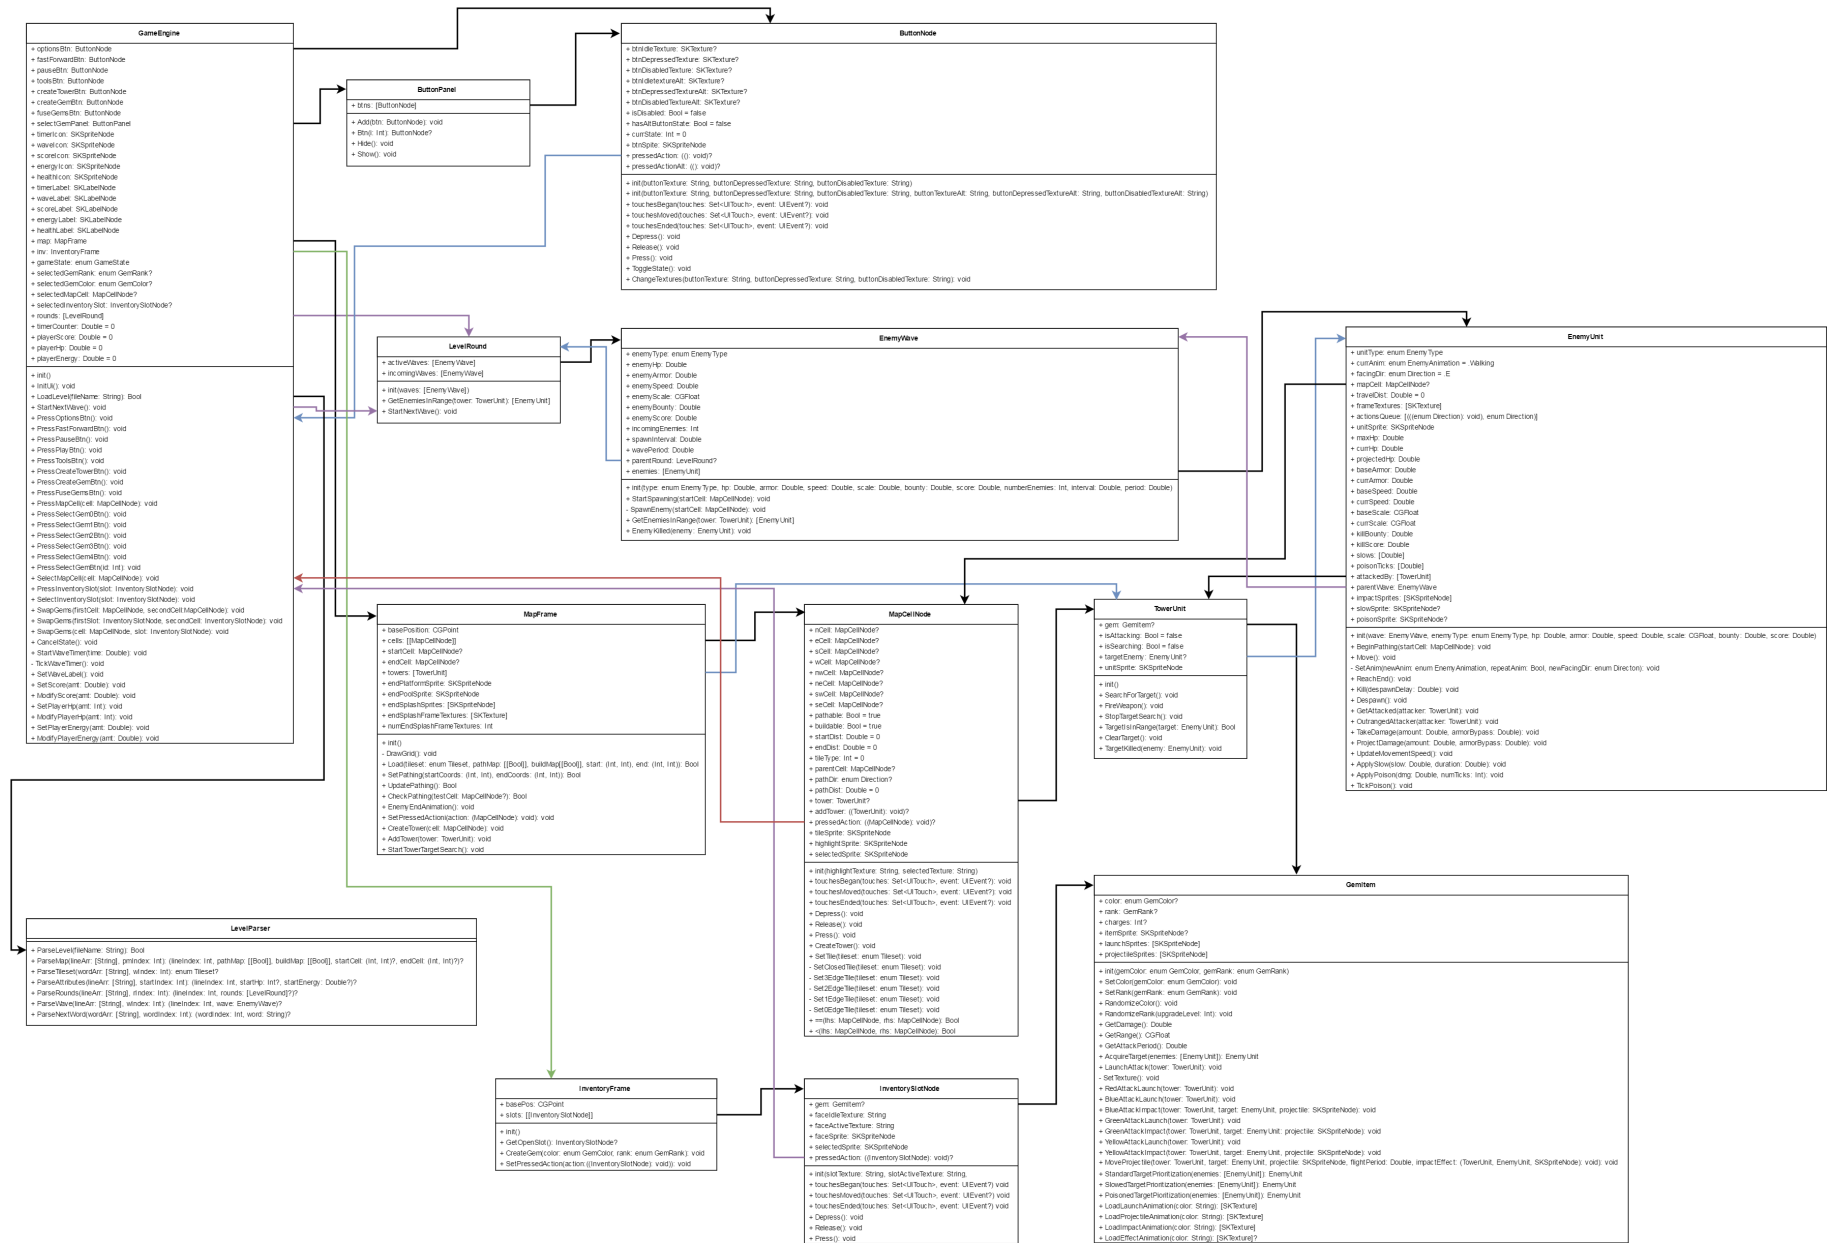 GameEngine
+ optionsBtn: ButtonNode
+ fastForwardBtn: ButtonNode
+ pauseBtn: ButtonNode
+ toolsBtn: ButtonNode
+ createTowerBtn: ButtonNode
+ createGemBtn: ButtonNode
+ fuseGemsBtn: ButtonNode
+ selectGemPanel: ButtonPanel
+ timerIcon: SKSpriteNode
+ waveIcon: SKSpriteNode
+ scoreIcon: SKSpriteNode
+ energyIcon: SKSpriteNode
+ healthIcon: SKSpriteNode
+ timerLabel: SKLabelNode
+ waveLabel: SKLabelNode
+ scoreLabel: SKLabelNode
+ energyLabel: SKLabelNode
+ healthLabel: SKLabelNode
+ map: MapFrame
+ inv: InventoryFrame
+ gameState: enum GameState
+ selectedGemRank: enum GemRank?
+ selectedGemColor: enum GemColor?
+ selectedMapCell: MapCellNode?
+ selectedInventorySlot: InventorySlotNode?
+ rounds: [LevelRound]
+ timerCounter: Double = 0
+ playerScore: Double = 0
+ playerHp: Double = 0
+ playerEnergy: Double = 0
+ init()
+ InitUi(): void
+ LoadLevel(fileName: String): Bool
+ StartNextWave(): void
+ PressOptionsBtn(): void
+ PressFastForwardBtn(): void
+ PressPauseBtn(): void
+ PressPlayBtn(): void
+ PressToolsBtn(): void
+ PressCreateTowerBtn(): void
+ PressCreateGemBtn(): void
+ PressFuseGemsBtn(): void
+ PressMapCell(cell: MapCellNode): void
+ PressSelectGem0Btn(): void
+ PressSelectGem1Btn(): void
+ PressSelectGem2Btn(): void
+ PressSelectGem3Btn(): void
+ PressSelectGem4Btn(): void
+ PressSelectGemBtn(id: Int): void
+ SelectMapCell(cell: MapCellNode): void
+ PressInventorySlot(slot: InventorySlotNode): void
+ SelectInventorySlot(slot: InventorySlotNode): void
+ SwapGems(firstCell: MapCellNode, secondCell:MapCellNode): void
+ SwapGems(firstSlot: InventorySlotNode, secondCell: InventorySlotNode): void
+ SwapGems(cell: MapCellNode, slot: InventorySlotNode): void
+ CancelState(): void
+ StartWaveTimer(time: Double): void
- TickWaveTimer(): void
+ SetWaveLabel(): void
+ SetScore(amt: Double): void
+ ModifyScore(amt: Double): void
+ SetPlayerHp(amt: Int): void
+ ModifyPlayerHp(amt: Int): void
+ SetPlayerEnergy(amt: Double): void
+ ModifyPlayerEnergy(amt: Double): void
ButtonPanel
+ btns: [ButtonNode]
+ Add(btn: ButtonNode): void
+ Btn(i: Int): ButtonNode?
+ Hide(): void
+ Show(): void
ButtonNode
+ btnIdleTexture: SKTexture?
+ btnDepressedTexture: SKTexture?
+ btnDisabledTexture: SKTexture?
+ btnIdletextureAlt: SKTexture?
+ btnDepressedTextureAlt: SKTexture?
+ btnDisabledTextureAlt: SKTexture?
+ isDisabled: Bool = false
+ hasAltButtonState: Bool = false
+ currState: Int = 0
+ btnSpite: SKSpriteNode
+ pressedAction: ((): void)?
+ pressedActionAlt: ((): void)?
+ init(buttonTexture: String, buttonDepressedTexture: String, buttonDisabledTexture: String)
+ init(buttonTexture: String, buttonDepressedTexture: String, buttonDisabledTexture: String, buttonTextureAlt: String, buttonDepressedTextureAlt: String, buttonDisabledTextureAlt: String)
+ touchesBegan(touches: Set<UITouch>, event: UIEvent?): void
+ touchesMoved(touches: Set<UITouch>, event: UIEvent?): void
+ touchesEnded(touches: Set<UITouch>, event: UIEvent?): void
+ Depress(): void
+ Release(): void
+ Press(): void
+ ToggleState(): void
+ ChangeTextures(buttonTexture: String, buttonDepressedTexture: String, buttonDisabledTexture: String): void
LevelRound
+ activeWaves: [EnemyWave]
+ incomingWaves: [EnemyWave]
+ init(waves: [EnemyWave])
+ GetEnemiesInRange(tower: TowerUnit): [EnemyUnit]
+ StartNextWave(): void
EnemyWave
+ enemyType: enum EnemyType
+ enemyHp: Double
+ enemyArmor: Double
+ enemySpeed: Double
+ enemyScale: CGFloat
+ enemyBounty: Double
+ enemyScore: Double
+ incomingEnemies: Int
+ spawnInterval: Double
+ wavePeriod: Double
+ parentRound: LevelRound?
+ enemies: [EnemyUnit]
+ init(type: enum EnemyType, hp: Double, armor: Double, speed: Double, scale: Double, bounty: Double, score: Double, numberEnemies: Int, interval: Double, period: Double)
+ StartSpawning(startCell: MapCellNode): void
- SpawnEnemy(startCell: MapCellNode): void
+ GetEnemiesInRange(tower: TowerUnit): [EnemyUnit]
+ EnemyKilled(enemy: EnemyUnit): void
EnemyUnit
+ unitType: enum EnemyType
+ currAnim: enum EnemyAnimation = .Walking
+ facingDir: enum Direction = .E
+ mapCell: MapCellNode?
+ travelDist: Double = 0
+ frameTextures: [SKTexture]
+ actionsQueue: [(((enum Direction): void), enum Direction)]
+ unitSprite: SKSpriteNode
+ maxHp: Double
+ currHp: Double
+ projectedHp: Double
+ baseArmor: Double
+ currArmor: Double
+ baseSpeed: Double
+ currSpeed: Double
+ baseScale: CGFloat
+ currScale: CGFloat
+ killBounty: Double
+ killScore: Double
+ slows: [Double]
+ poisonTicks: [Double]
+ attackedBy: [TowerUnit]
+ parentWave: EnemyWave
+ impactSprites: [SKSpriteNode]
+ slowSprite: SKSpriteNode?
+ poisonSprite: SKSpriteNode?
+ init(wave: EnemyWave, enemyType: enum EnemyType, hp: Double, armor: Double, speed: Double, scale: CGFloat, bounty: Double, score: Double)
+ BeginPathing(startCell: MapCellNode): void
+ Move(): void
- SetAnim(newAnim: enum EnemyAnimation, repeatAnim: Bool, newFacingDir: enum Directon): void
+ ReachEnd(): void
+ Kill(despawnDelay: Double): void
+ Despawn(): void
+ GetAttacked(attacker: TowerUnit): void
+ OutrangedAttacker(attacker: TowerUnit): void
+ TakeDamage(amount: Double, armorBypass: Double): void
+ ProjectDamage(amount: Double, armorBypass: Double): void
+ UpdateMovementSpeed(): void
+ ApplySlow(slow: Double, duration: Double): void
+ ApplyPoison(dmg: Double, numTicks: Int): void
+ TickPoison(): void
MapFrame
+ basePosition: CGPoint
+ cells: [[MapCellNode]]
+ startCell: MapCellNode?
+ endCell: MapCellNode?
+ towers: [TowerUnit]
+ endPlatformSprite: SKSpriteNode
+ endPoolSprite: SKSpriteNode
+ endSplashSprites: [SKSpriteNode]
+ endSplashFrameTextures: [SKTexture]
+ numEndSplashFrameTextures: Int
+ init()
- DrawGrid(): void
+ Load(tileset: enum Tileset, pathMap: [[Bool]], buildMap[[Bool]], start: (Int, Int), end: (Int, Int)): Bool
+ SetPathing(startCoords: (Int, Int), endCoords: (Int, Int)): Bool
+ UpdatePathing(): Bool
+ CheckPathing(testCell: MapCellNode?): Bool
+ EnemyEndAnimation(): void
+ SetPressedActioni(action: (MapCellNode): void): void
+ CreateTower(cell: MapCellNode): void
+ AddTower(tower: TowerUnit): void
+ StartTowerTargetSearch(): void
MapCellNode
+ nCell: MapCellNode?
+ eCell: MapCellNode?
+ sCell: MapCellNode?
+ wCell: MapCellNode?
+ nwCell: MapCellNode?
+ neCell: MapCellNode?
+ swCell: MapCellNode?
+ seCell: MapCellNode?
+ pathable: Bool = true
+ buildable: Bool = true
+ startDist: Double = 0
+ endDist: Double = 0
+ tileType: Int = 0
+ parentCell: MapCellNode?
+ pathDir: enum Direction?
+ pathDist: Double = 0
+ tower: TowerUnit?
+ addTower: ((TowerUnit): void)?
+ pressedAction: ((MapCellNode): void)?
+ tileSprite: SKSpriteNode
+ highlightSprite: SKSpriteNode
+ selectedSprite: SKSpriteNode
+ init(highlightTexture: String, selectedTexture: String)
+ touchesBegan(touches: Set<UITouch>, event: UIEvent?): void
+ touchesMoved(touches: Set<UITouch>, event: UIEvent?): void
+ touchesEnded(touches: Set<UITouch>, event: UIEvent?): void
+ Depress(): void
+ Release(): void
+ Press(): void
+ CreateTower(): void
+ SetTile(tileset: enum Tileset): void
- SetClosedTile(tileset: enum Tileset): void
- Set3EdgeTile(tileset: enum Tileset): void
- Set2EdgeTile(tileset: enum Tileset): void
- Set1EdgeTile(tileset: enum Tileset): void
- Set0EdgeTile(tileset: enum Tileset): void
+ ==(lhs: MapCellNode, rhs: MapCellNode): Bool
+ <(lhs: MapCellNode, rhs: MapCellNode): Bool
TowerUnit
+ gem: GemItem?
+ isAttacking: Bool = false
+ isSearching: Bool = false
+ targetEnemy: EnemyUnit?
+ unitSprite: SKSpriteNode
+ init()
+ SearchForTarget(): void
+ FireWeapon(): void
+ StopTargetSearch(): void
+ TargetIsInRange(target: EnemyUnit): Bool
+ ClearTarget(): void
+ TargetKilled(enemy: EnemyUnit): void
LevelParser
+ ParseLevel(fileName: String): Bool
+ ParseMap(lineArr: [String], pmIndex: Int): (lineIndex: Int, pathMap: [[Bool]], buildMap: [[Bool]], startCell: (Int, Int)?, endCell: (Int, Int)?)?
+ ParseTileset(wordArr: [String], wIndex: Int): enum Tileset?
+ ParseAttributes(lineArr: [String], startIndex: Int): (lineIndex: Int, startHp: Int?, startEnergy: Double?)?
+ ParseRounds(lineArr: [String], rIndex: Int): (lineIndex: Int, rounds: [LevelRound]?)?
+ ParseWave(lineArr: [String], wIndex: Int): (lineIndex: Int, wave: EnemyWave)?
+ ParseNextWord(wordArr: [String], wordIndex: Int): (wordIndex: Int, word: String)?
InventoryFrame
+ basePos: CGPoint
+ slots: [[InventorySlotNode]]
+ init()
+ GetOpenSlot(): InventorySlotNode?
+ CreateGem(color: enum GemColor, rank: enum GemRank): void
+ SetPressedAction(action:((InventorySlotNode): void)): void
InventorySlotNode
+ gem: GemItem?
+ faceIdleTexture: String
+ faceActiveTexture: String
+ faceSprite: SKSpriteNode
+ selectedSprite: SKSpriteNode
+ pressedAction: ((InventorySlotNode): void)?
+ init(slotTexture: String, slotActiveTexture: String,
+ touchesBegan(touches: Set<UITouch>, event: UIEvent?) void
+ touchesMoved(touches: Set<UITouch>, event: UIEvent?) void
+ touchesEnded(touches: Set<UITouch>, event: UIEvent?) void
+ Depress(): void
+ Release(): void
+ Press(): void
GemItem
+ color: enum GemColor?
+ rank: GemRank?
+ charges: Int?
+ itemSprite: SKSpriteNode?
+ launchSprites: [SKSpriteNode]
+ projectileSprites: [SKSpriteNode]
+ init(gemColor: enum GemColor, gemRank: enum GemRank)
+ SetColor(gemColor: enum GemColor): void
+ SetRank(gemRank: enum GemRank): void
+ RandomizeColor(): void
+ RandomizeRank(upgradeLevel: Int): void
+ GetDamage(): Double
+ GetRange(): CGFloat
+ GetAttackPeriod(): Double
+ AcquireTarget(enemies: [EnemyUnit]): EnemyUnit
+ LaunchAttack(tower: TowerUnit): void
- SetTexture(): void
+ RedAttackLaunch(tower: TowerUnit): void
+ BlueAttackLaunch(tower: TowerUnit): void
+ BlueAttackImpact(tower: TowerUnit, target: EnemyUnit, projectile: SKSpriteNode): void
+ GreenAttackLaunch(tower: TowerUnit): void
+ GreenAttackImpact(tower: TowerUnit, target: EnemyUnit: projectile: SKSpriteNode): void
+ YellowAttackLaunch(tower: TowerUnit): void
+ YellowAttackImpact(tower: TowerUnit, target: EnemyUnit, projectile: SKSpriteNode): void
+ MoveProjectile(tower: TowerUnit, target: EnemyUnit, projectile: SKSpriteNode, flightPeriod: Double, impactEffect: (TowerUnit, EnemyUnit, SKSpriteNode): void): void
+ StandardTargetPrioritization(enemies: [EnemyUnit]): EnemyUnit
+ SlowedTargetPrioritization(enemies: [EnemyUnit]): EnemyUnit
+ PoisonedTargetPioritization(enemies: [EnemyUnit]): EnemyUnit
+ LoadLaunchAnimation(color: String): [SKTexture]
+ LoadProjectileAnimation(color: String): [SKTexture]
+ LoadImpactAnimation(color: String): [SKTexture]
+ LoadEffectAnimation(color: String): [SKTexture]?